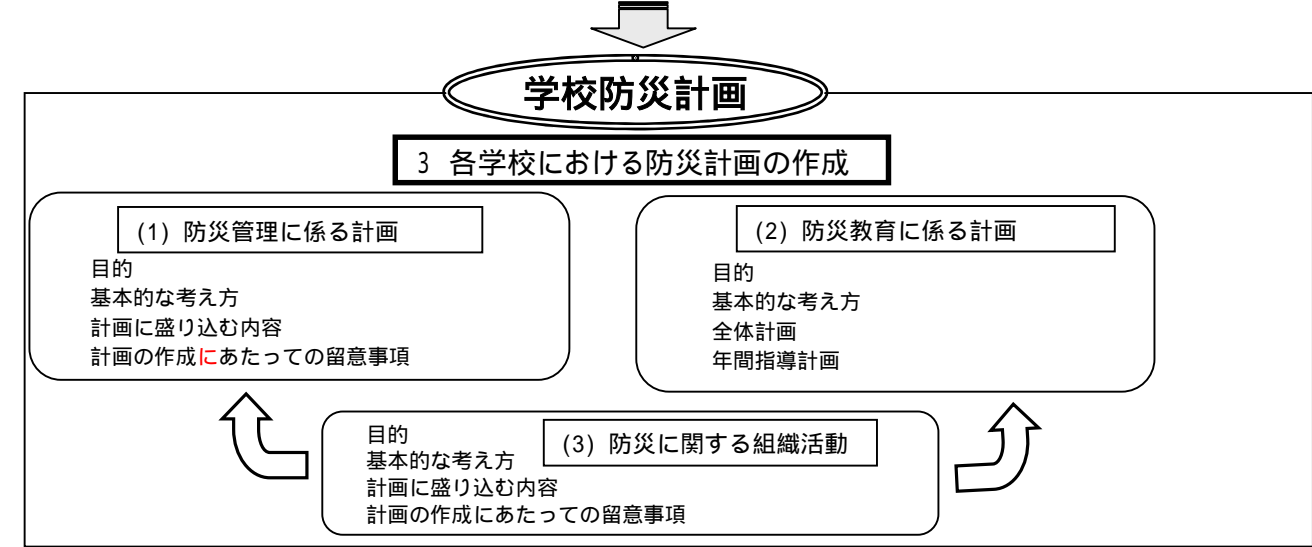 学校防災計画
3 各学校における防災計画の作成
(1) 防災管理に係る計画
目的
基本的な考え方
計画に盛り込む内容
計画の作成にあたっての留意事項
(2) 防災教育に係る計画
目的
基本的な考え方
全体計画
年間指導計画
(3) 防災に関する組織活動
目的
基本的な考え方
計画に盛り込む内容
計画の作成にあたっての留意事項